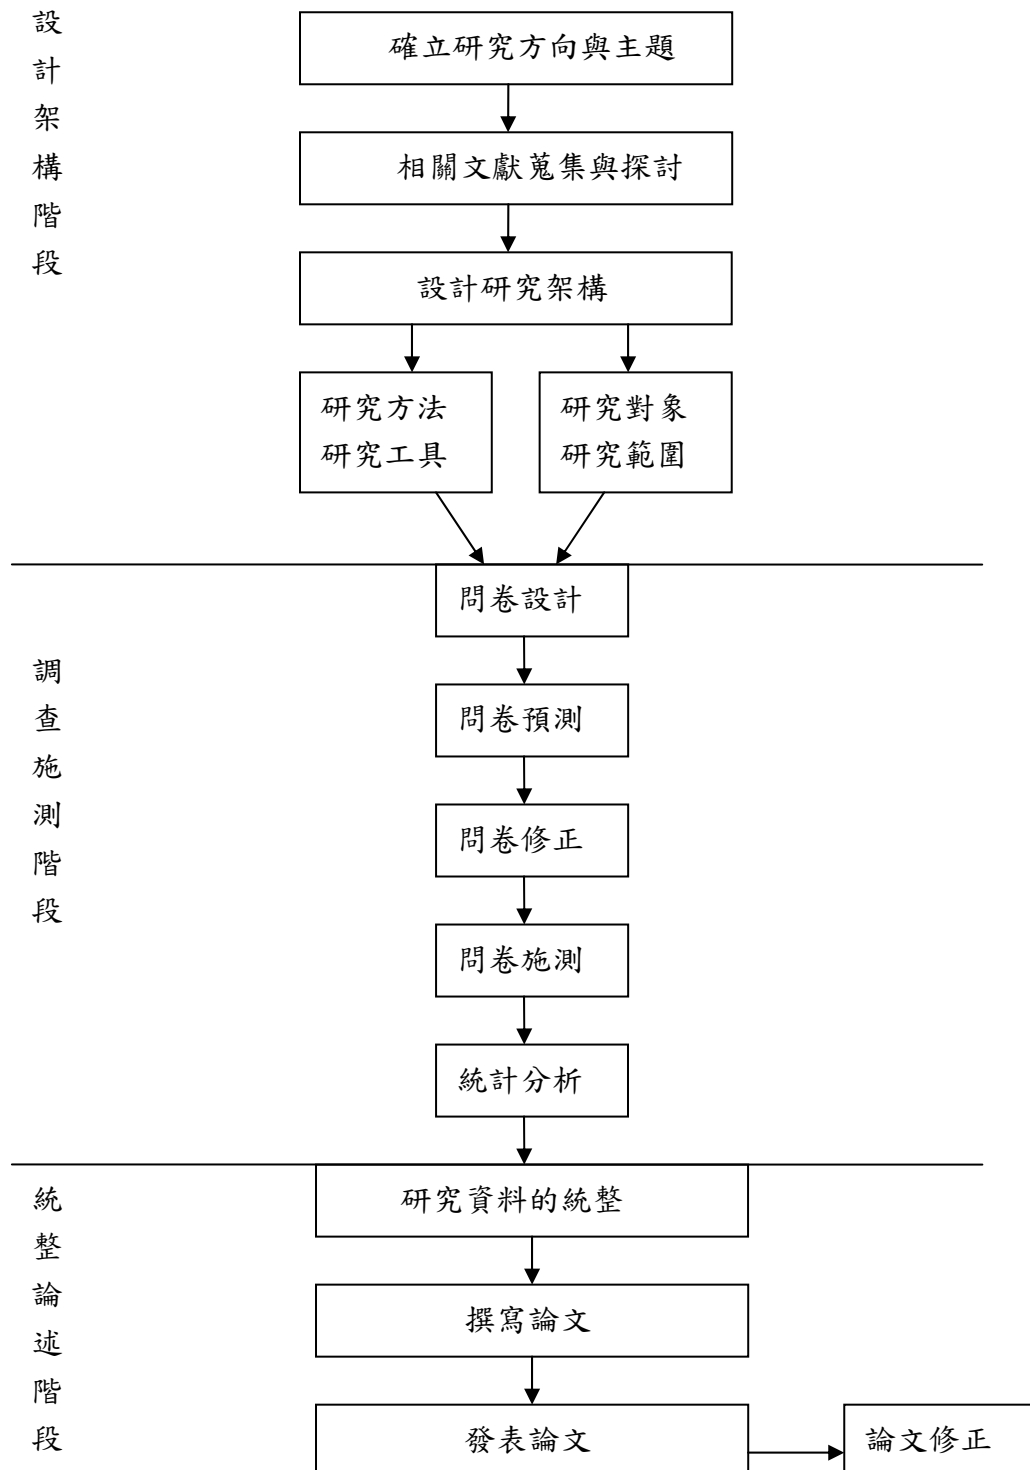 設計架構階段
確立研究方向與主題
相關文獻蒐集與探討
設計研究架構
研究方法
研究工具
研究對象
研究範圍
調查施測階段
問卷設計
問卷預測
問卷修正
問卷施測
統計分析
統整論述階段
研究資料的統整
撰寫論文
發表論文
論文修正